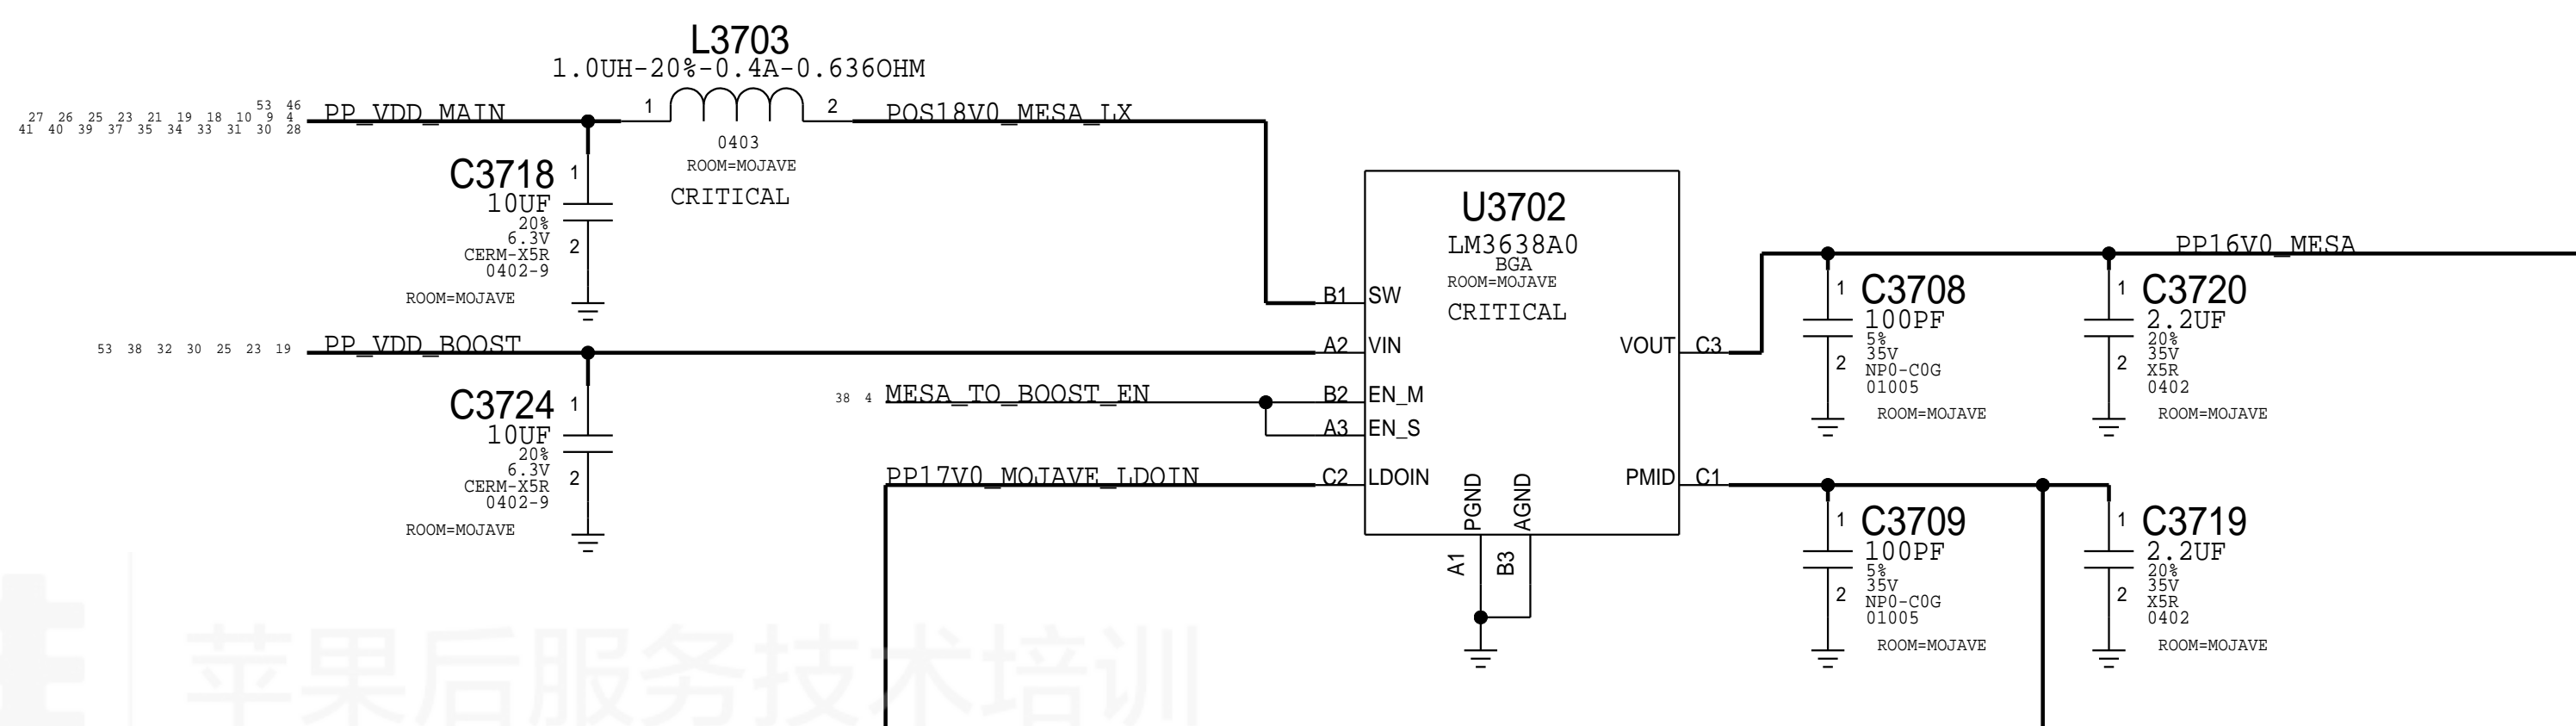 L3703
1.0UH-20%-0.4A-0.636OHM
53 46
27 26 25 23 21 19 18 10 9 4
41 40 39 37 35 34 33 31 30 28
PP_VDD_MAIN
1
2
POS18V0_MESA_LX
0403
ROOM=MOJAVE
CRITICAL
C3718
1
10UF
20%
6.3V
2
CERM-X5R
0402-9
ROOM=MOJAVE
53 38 32 30 25 23 19
PP_VDD_BOOST
C3724
1
10UF
20%
6.3V
2
CERM-X5R
0402-9
ROOM=MOJAVE
38 4
MESA_TO_BOOST_EN
PP17V0_MOJAVE_LDOIN
U3702
LM3638A0
BGA
ROOM=MOJAVE
CRITICAL
B1 SW
A2 VIN
B2 EN_M
A3 EN_S
C2 LDOIN
VOUT C3
PMID C1
PGND
AGND
A1
B3
PP16V0_MESA
1
C3708
100PF
5%
35V
2
NP0-C0G
01005
ROOM=MOJAVE
1
C3720
2.2UF
20%
35V
2
X5R
0402
ROOM=MOJAVE
1
C3709
100PF
5%
35V
2
NP0-C0G
01005
ROOM=MOJAVE
1
C3719
2.2UF
20%
35V
2
X5R
0402
ROOM=MOJAVE
苹果后服务技术培训